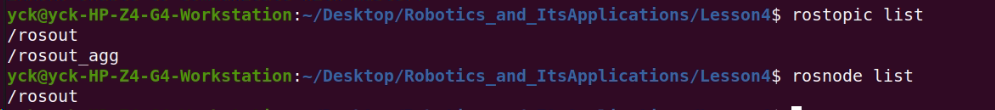 yck@yck-HP-Z4-G4-Workstation:~/Desktop/Robotics_and_ItsApplications/Lesson4$ rostopic list
/rosout
/rosout_agg
yck@yck-HP-Z4-G4-Workstation:~/Desktop/Robotics_and_ItsApplications/Lesson4$ rosnode list
/rosout